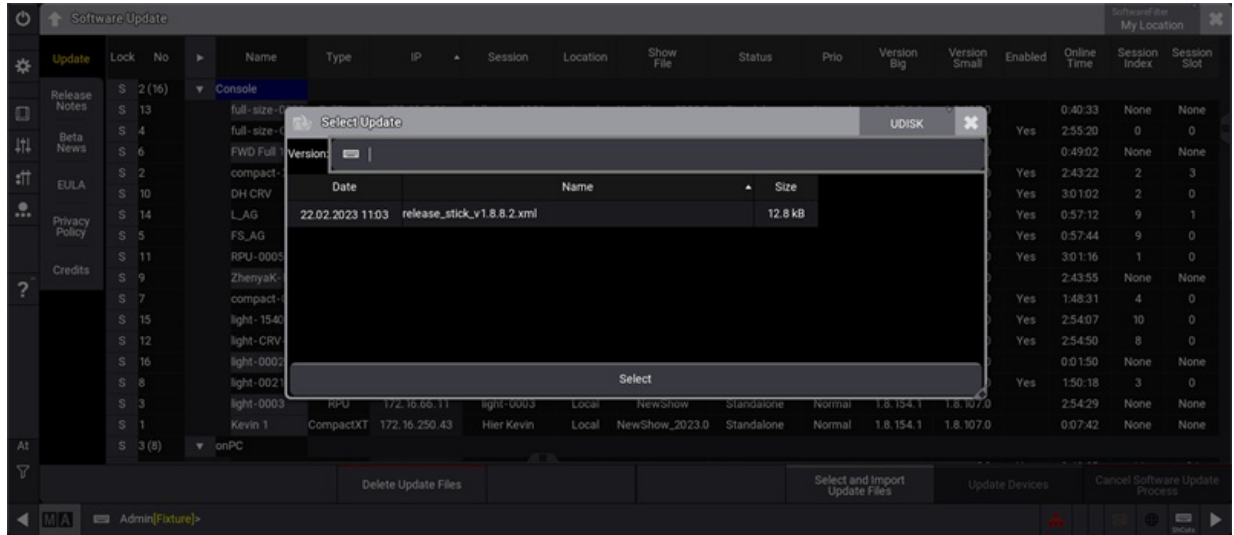 Software Update
SoftwareFilter
My Location
Update Lock No Name Type IP Session Location Show File Status Prio Version Big Version Small Enabled Online Time Session Index Session Slot
Release Notes
Beta News
EULA
Privacy Policy
Credits
S 2 (16) Console
S 13 full-size- 0:40:33 None None
S 4 full-size- Yes 2:55:20 0 0
S 6 FWD Full 0:49:02 None None
S 2 compact- Yes 2:43:22 2 3
S 10 DH CRV Yes 3:01:02 2 0
S 14 L_AG Yes 0:57:12 9 1
S 5 FS_AG Yes 0:57:44 9 0
S 11 RPU-0005 Yes 3:01:16 1 0
S 9 ZhenyaK- 2:43:55 None None
S 7 compact- Yes 1:48:31 4 0
S 15 light-1540 Yes 2:54:07 10 0
S 12 light-CRV Yes 2:54:50 8 0
S 16 light-0002 0:01:50 None None
S 8 light-0021 Yes 1:50:18 3 0
S 3 light-0003 RPU 172.16.66.11 light-0003 Local NewShow Standalone Normal 1.8.154.1 1.8.107.0 2:54:29 None None
S 1 Kevin 1 CompactXT 172.16.250.43 Hier Kevin Local NewShow_2023.0 Standalone Normal 1.8.154.1 1.8.107.0 0:07:42 None None
S 3 (8) onPC
Select Update UDISK
Version:
Date Name Size
22.02.2023 11:03 release_stick_v1.8.8.2.xml 12.8 kB
Select
At
Delete Update Files
Select and Import Update Files
Update Devices
Cancel Software Update Process
MA Admin[Fixture]>
ShCuts